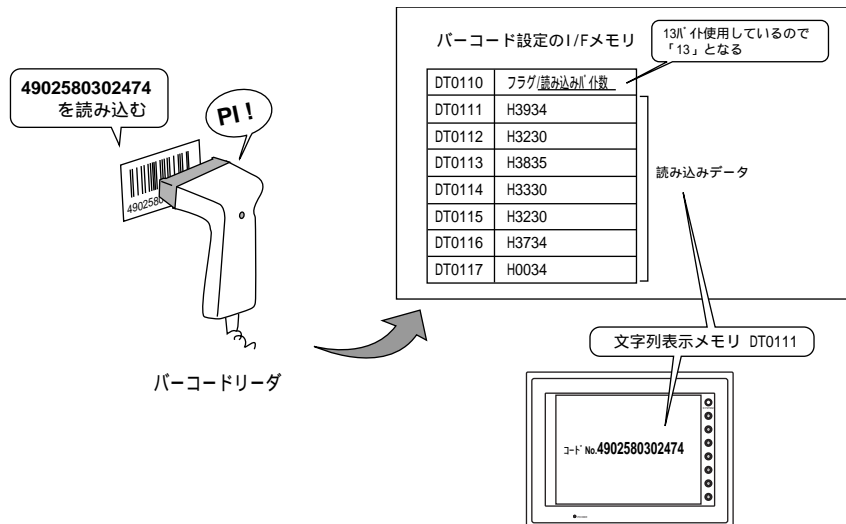 バーコード設定のI/Fメモリ
13バイト使用しているので
「13」となる
4902580302474
を読み込む
PI!
4902580
DT0110 フラグ/読み込みバイト数
DT0111 H3934
DT0112 H3230
DT0113 H3835
DT0114 H3330
DT0115 H3230
DT0116 H3734
DT0117 H0034
読み込みデータ
バーコードリーダ
文字列表示メモリ DT0111
コード No.4902580302474